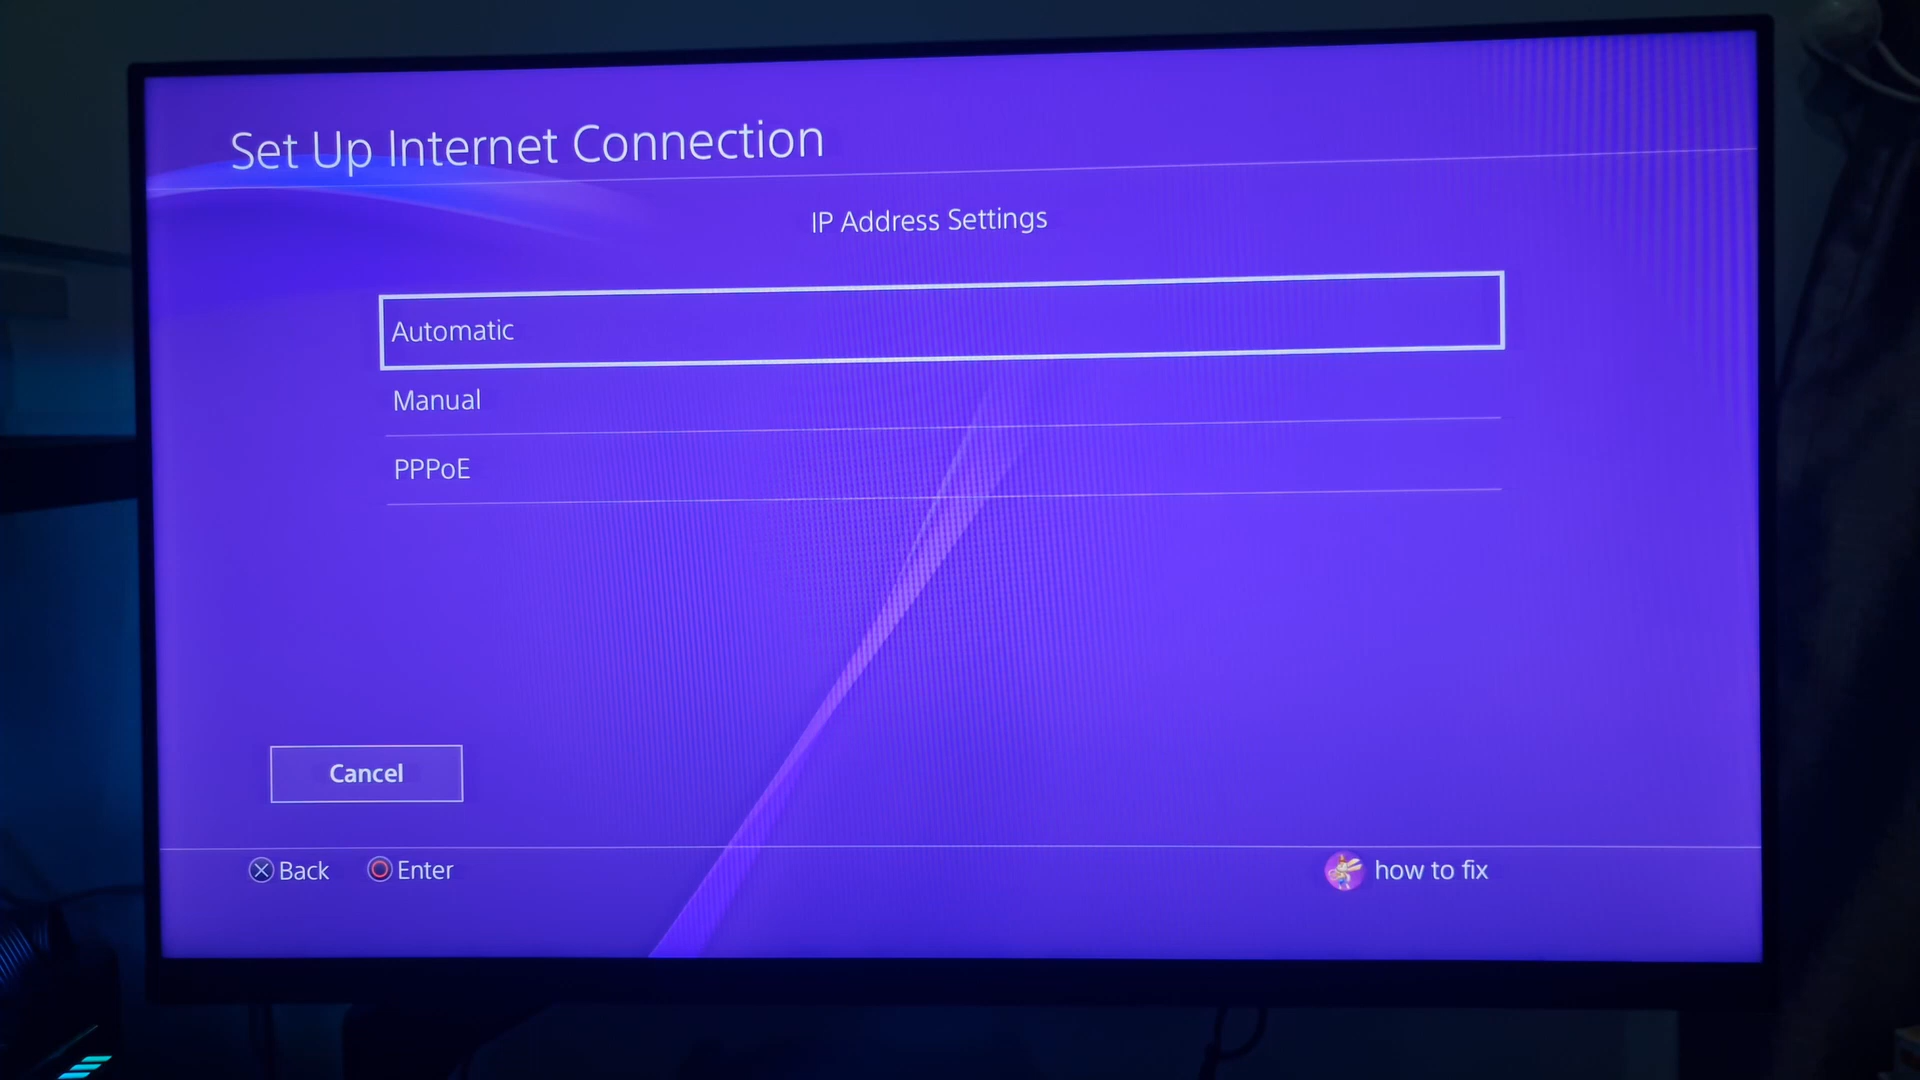 Set Up Internet Connection
IP Address Settings
Automatic
Manual
PPPoE
Cancel
Back
Enter
how to fix